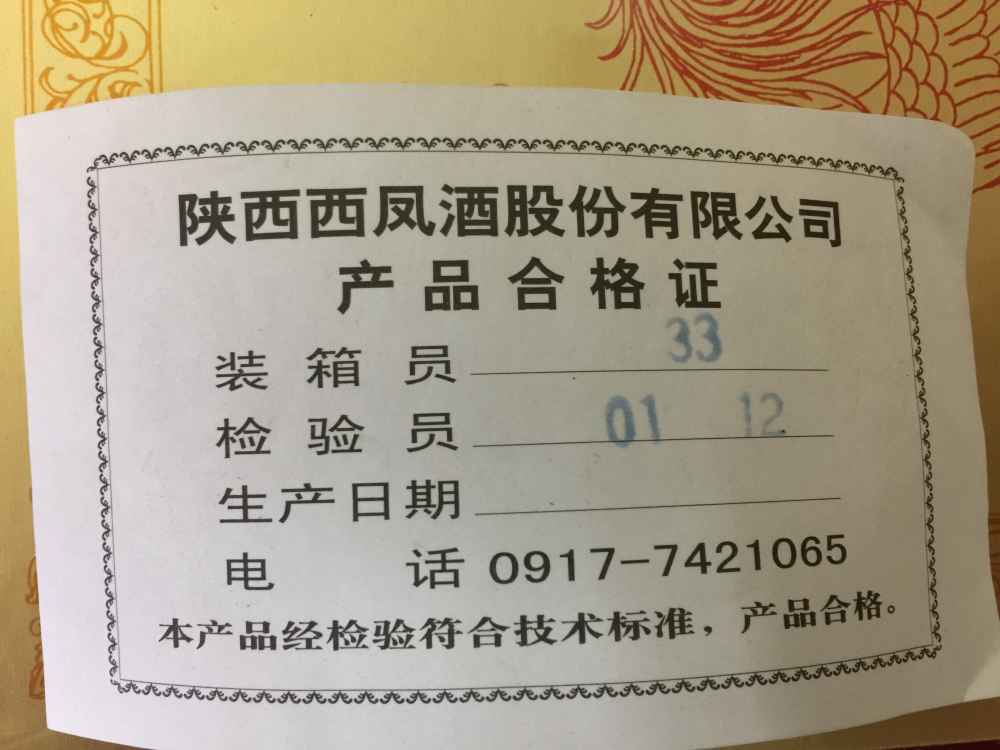 陕西西凤酒股份有限公司
产品合格证
装箱员 33
检验员 01 12
生产日期
电话 0917-7421065
本产品经检验符合技术标准，产品合格。